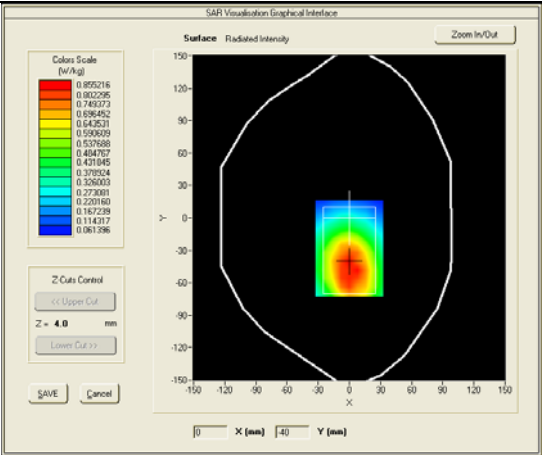 SAR Visualisation Graphical Interface
Surface Radiated Intensity
Zoom In/Out
Colors Scale
(W/kg)
0.855216
0.802295
0.749373
0.696452
0.643531
0.590609
0.537688
0.484767
0.431845
0.378924
0.326003
0.273081
0.220160
0.167239
0.114317
0.061396
150
120
90
60
30
0
-30
-60
-90
-120
-150
Y
-150 -120 -90 -60 -30 0 30 60 90 120 150
X
Z-Cuts Control
<< Upper Cut
Z = 4.0 mm
Lower Cut >>
SAVE Cancel
0 X (mm) -40 Y (mm)